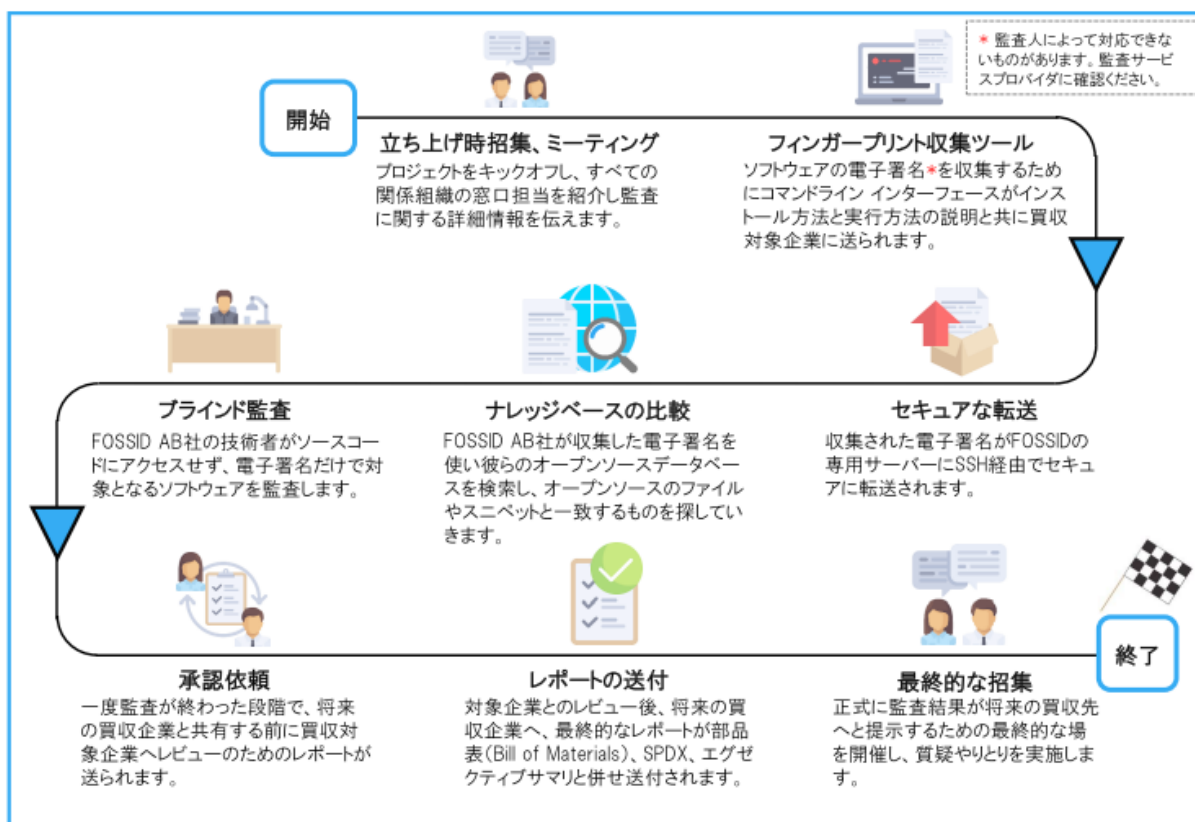 * 監査人によって対応できな
いものがあります。監査サービ
スプロバイダに確認ください。
開始
立ち上げ時招集、ミーティング
プロジェクトをキックオフし、すべての
関係組織の窓口担当を紹介し監査
に関する詳細情報を伝えます。
フィンガープリント収集ツール
ソフトウェアの電子署名*を収集するため
にコマンドライン インターフェースがインス
トール方法と実行方法の説明と共に買収
対象企業に送られます。
セキュアな転送
収集された電子署名がFOSSIDの
専用サーバーにSSH経由でセキュ
アに転送されます。
ナレッジベースの比較
FOSSID AB社が収集した電子署名を
使い彼らのオープンソースデータベー
スを検索し、オープンソースのファイル
やスニペットと一致するものを探してい
きます。
ブラインド監査
FOSSID AB社の技術者がソースコー
ドにアクセスせず、電子署名だけで対
象となるソフトウェアを監査します。
承認依頼
一度監査が終わった段階で、将来
の買収企業と共有する前に買収対
象企業へレビューのためのレポートが
送られます。
レポートの送付
対象企業とのレビュー後、将来の買
収企業へ、最終的なレポートが部品
表(Bill of Materials)、SPDX、エグゼ
クティブサマリと併せ送付されます。
最終的な招集
正式に監査結果が将来の買収先
へと提示するための最終的な場
を開催し、質疑やりとりを実施しま
す。
終了